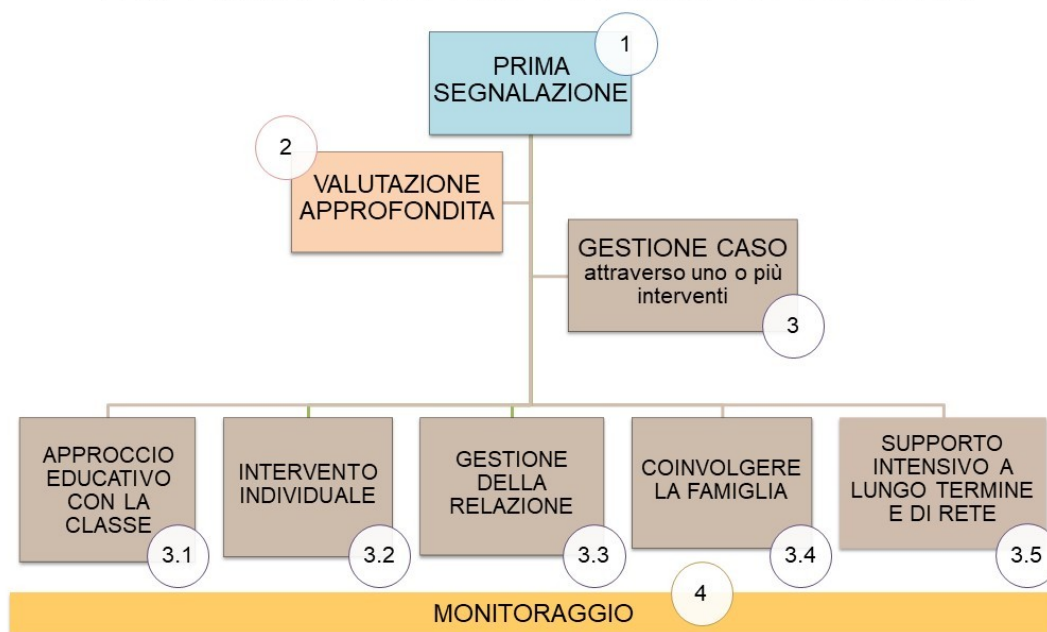 1
PRIMA
SEGNALAZIONE
2
VALUTAZIONE
APPROFONDITA
GESTIONE CASO
attraverso uno o più
interventi
3
APPROCCIO
EDUCATIVO
CON LA
CLASSE
3.1
INTERVENTO
INDIVIDUALE
3.2
GESTIONE
DELLA
RELAZIONE
3.3
COINVOLGERE
LA FAMIGLIA
3.4
SUPPORTO
INTENSIVO A
LUNGO TERMINE
E DI RETE
3.5
4
MONITORAGGIO